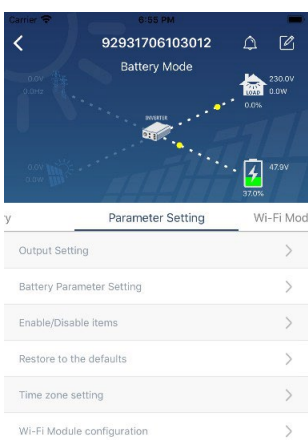 Carrier 6:55 PM
92931706103012
Battery Mode
0.0V
0.0Hz
230.0V
LOAD 0.0W
0.0%
INVERTER
0.0V
0.0W
47.9V
37.0%
y Parameter Setting Wi-Fi Mod
Output Setting
Battery Parameter Setting
Enable/Disable items
Restore to the defaults
Time zone setting
Wi-Fi Module configuration